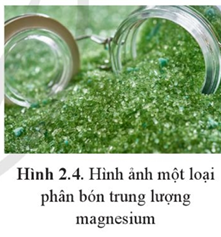 Hình 2.4. Hình ảnh một loại
phân bón trung lượng
magnesium